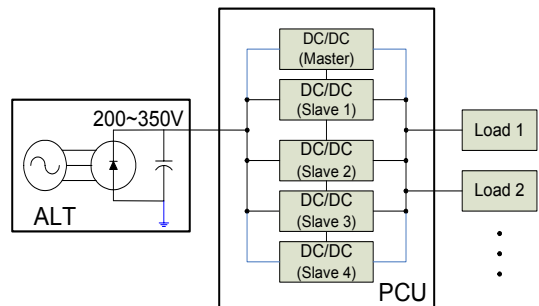 DC/DC
(Master)
DC/DC
(Slave 1)
200~350V
Load 1
DC/DC
(Slave 2)
Load 2
DC/DC
(Slave 3)
ALT
DC/DC
(Slave 4)
PCU